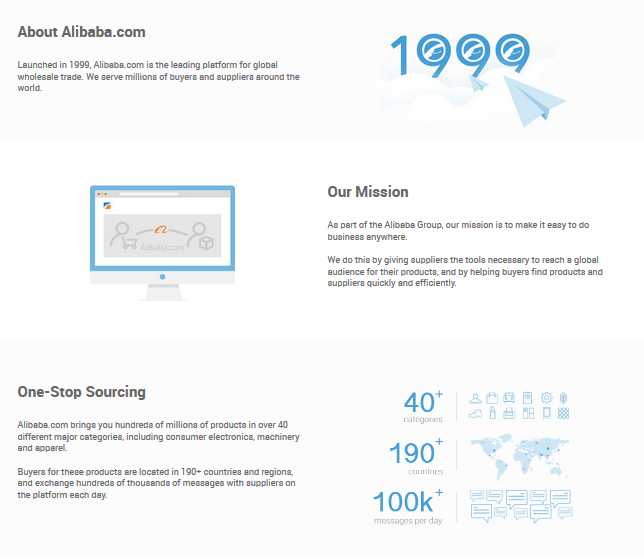 About Alibaba.com
Launched in 1999, Alibaba.com is the leading platform for global
wholesale trade. We serve millions of buyers and suppliers around the
world.
1999
Alibaba.com
Our Mission
As part of the Alibaba Group, our mission is to make it easy to do
business anywhere.
We do this by giving suppliers the tools necessary to reach a global
audience for their products, and by helping buyers find products and
suppliers quickly and efficiently.
One-Stop Sourcing
Alibaba.com brings you hundreds of millions of products in over 40
different major categories, including consumer electronics, machinery
and apparel.
Buyers for these products are located in 190+ countries and regions,
and exchange hundreds of thousands of messages with suppliers on
the platform each day.
40+
categories
190+
countries
100k+
messages per day